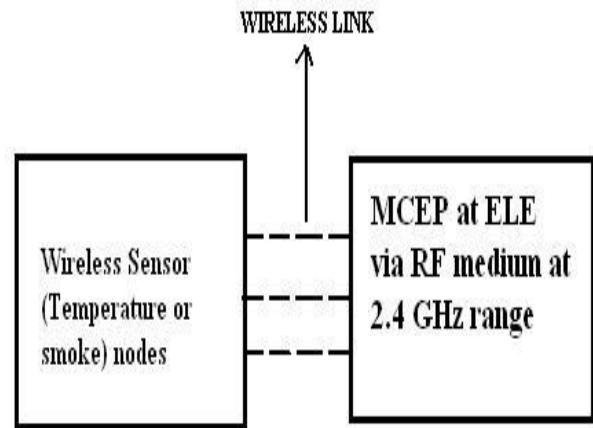 WIRELESS LINK
Wireless Sensor
(Temperature or
smoke) nodes
MCEP at ELE
via RF medium at
2.4 GHz range